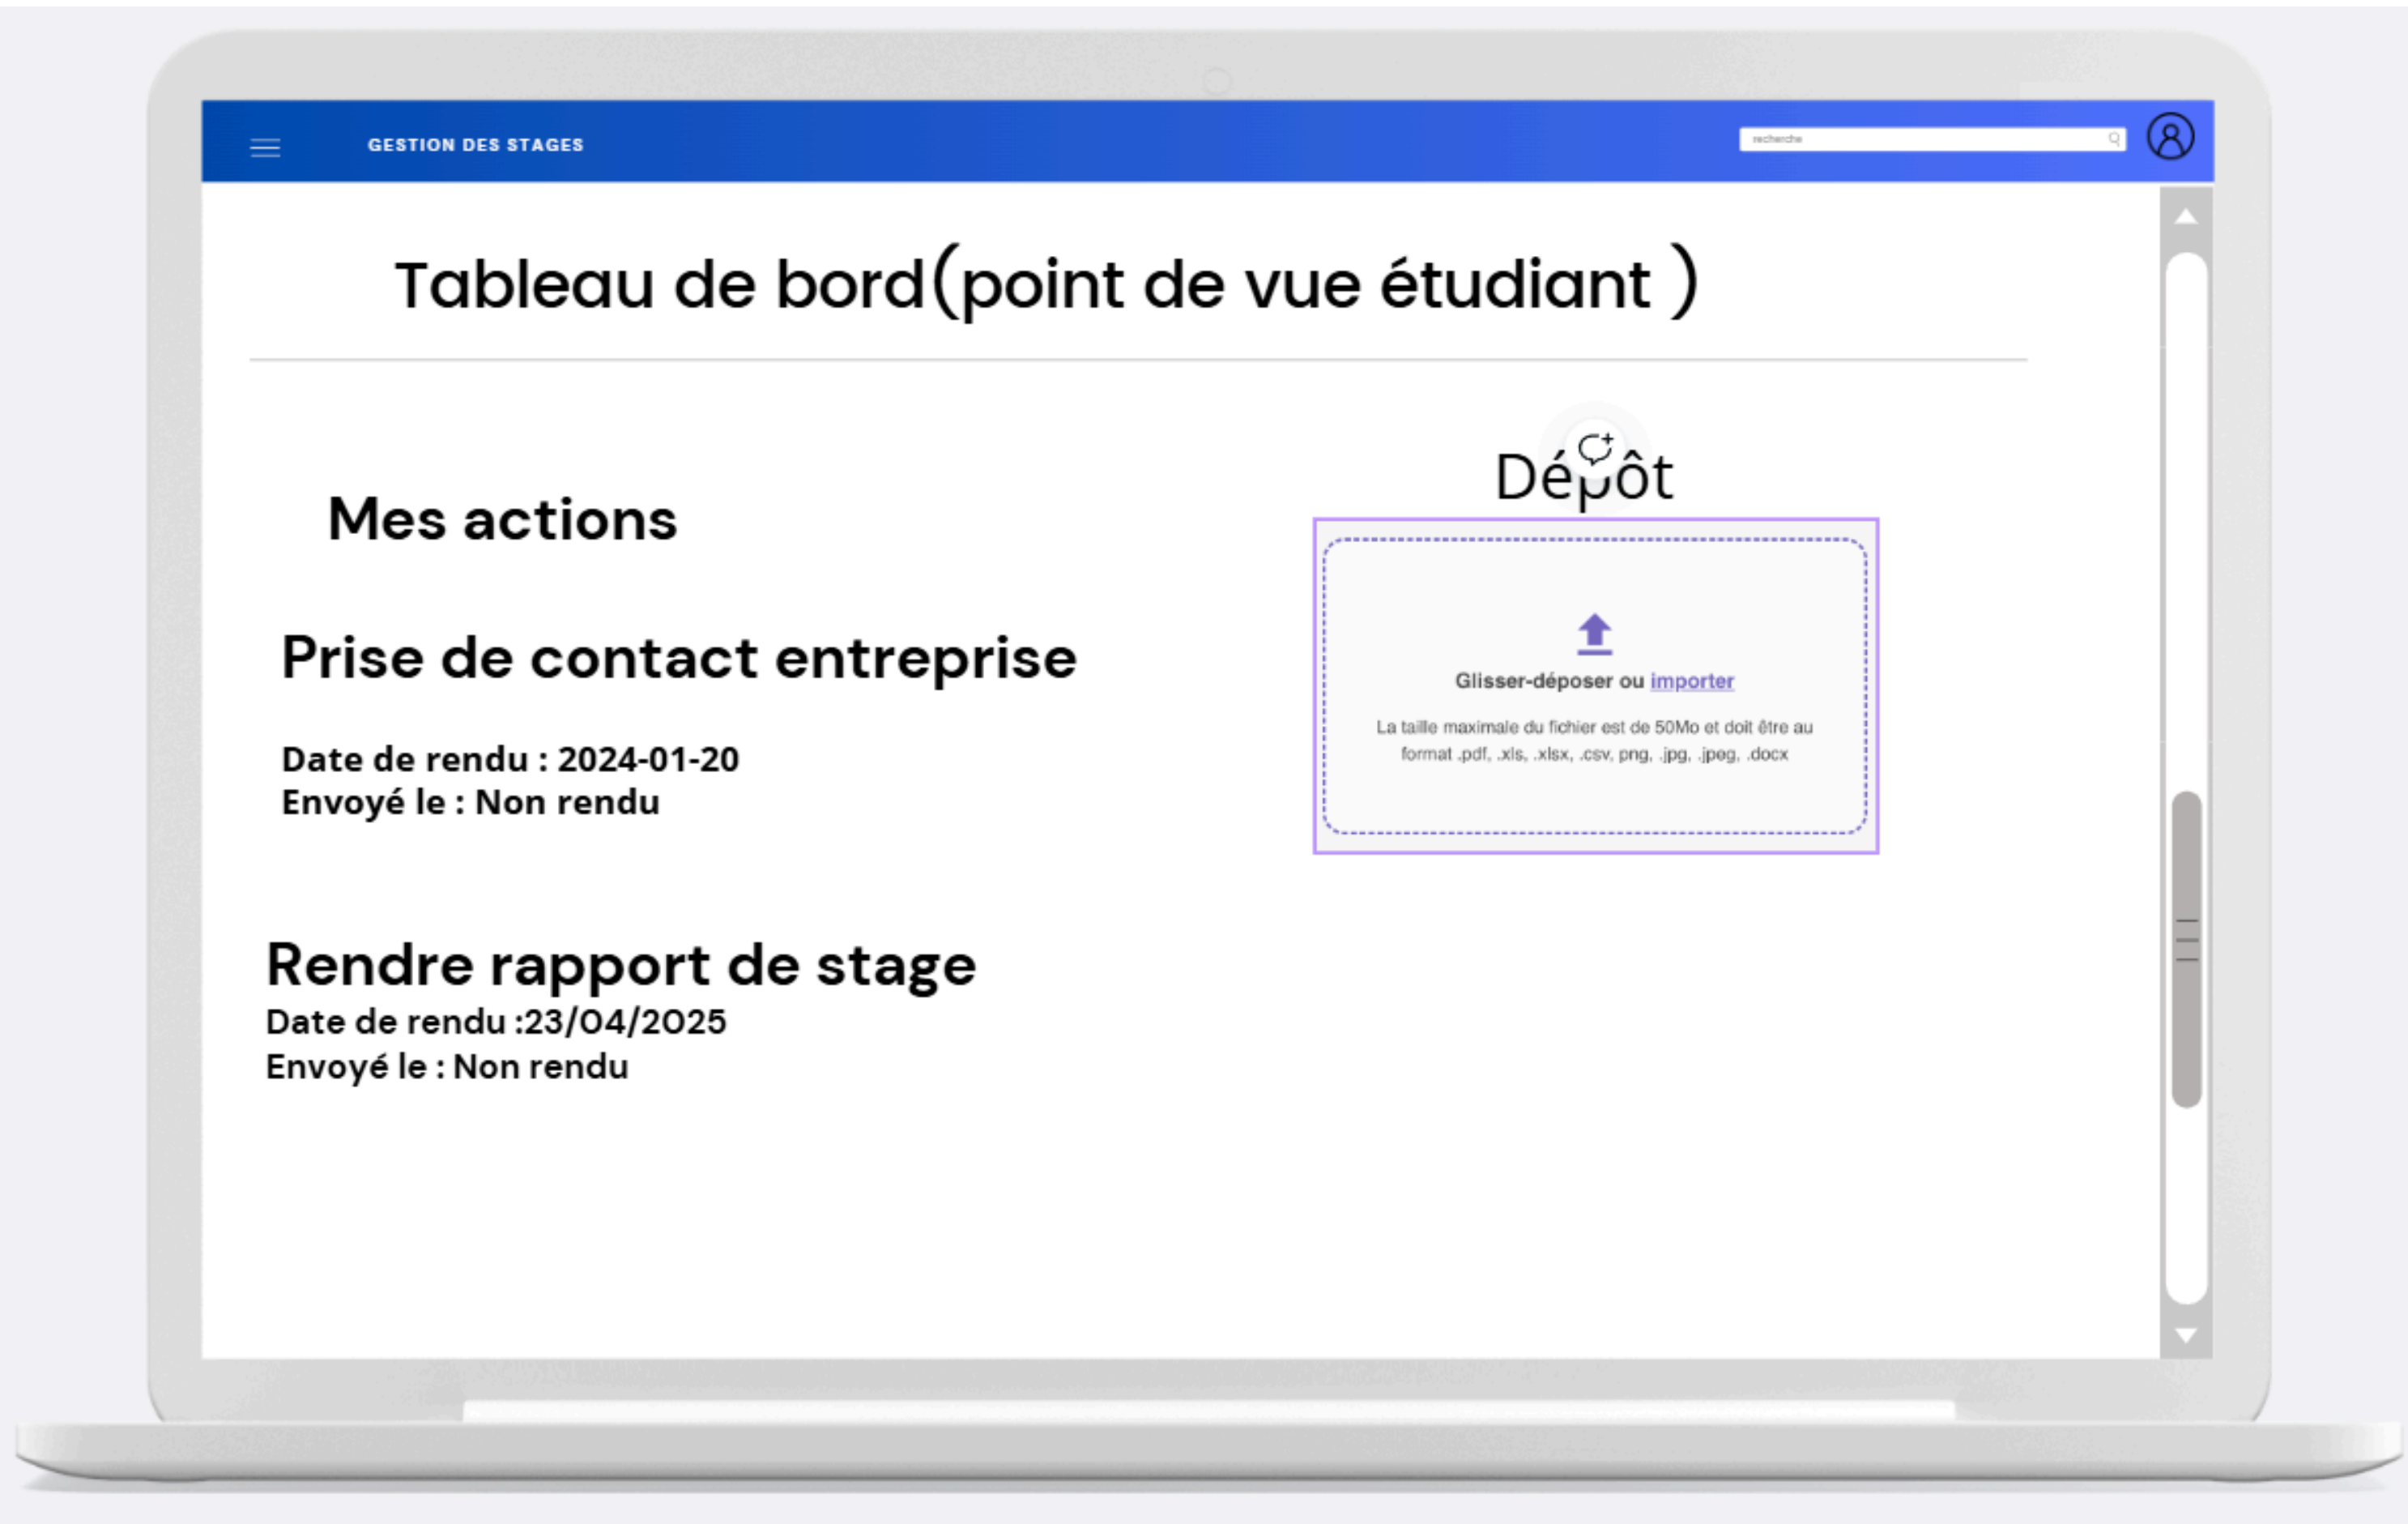 GESTION DES STAGES
recherche
Tableau de bord(point de vue étudiant )
Mes actions
Prise de contact entreprise
Date de rendu : 2024-01-20
Envoyé le : Non rendu
Rendre rapport de stage
Date de rendu :23/04/2025
Envoyé le : Non rendu
Dépôt
Glisser-déposer ou importer
La taille maximale du fichier est de 50Mo et doit être au
format .pdf, .xls, .xlsx, .csv, png, .jpg, .jpeg, .docx